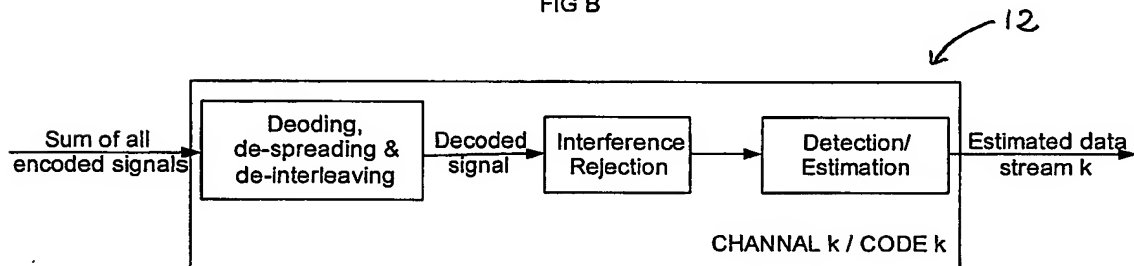 FIG B
12
Sum of all
encoded signals
Deoding,
de-spreading &
de-interleaving
Decoded
signal
Interference
Rejection
Detection/
Estimation
Estimated data
stream k
CHANNAL k / CODE k